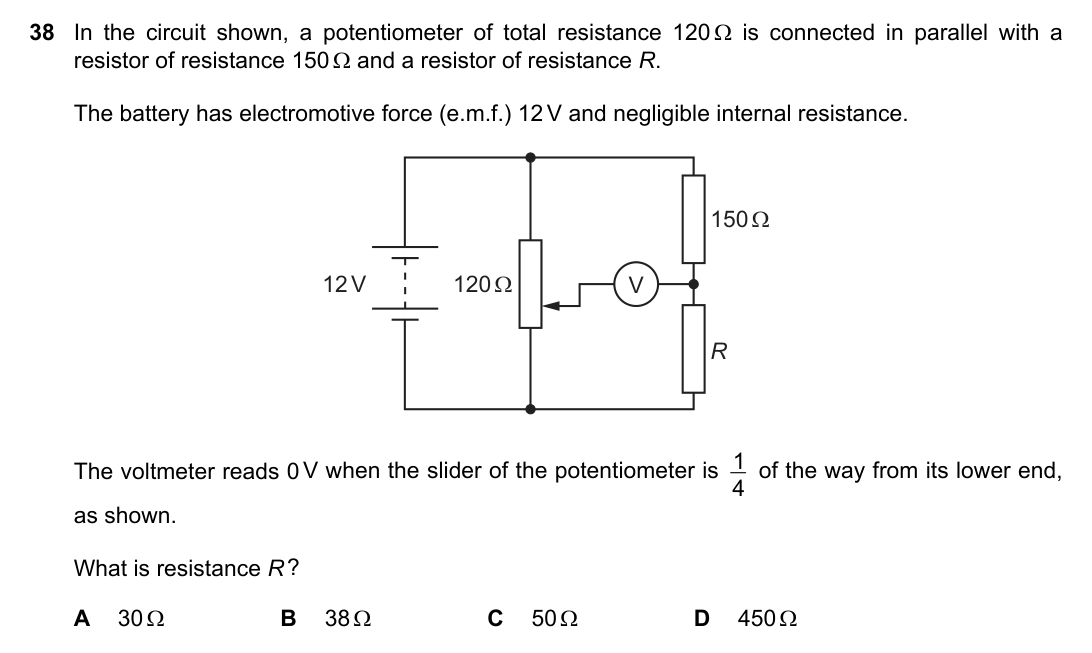 38 In the circuit shown, a potentiometer of total resistance 120 Ω is connected in parallel with a
resistor of resistance 150 Ω and a resistor of resistance R.
The battery has electromotive force (e.m.f.) 12 V and negligible internal resistance.
150 Ω
12 V
120 Ω
V
R
The voltmeter reads 0 V when the slider of the potentiometer is 1/4 of the way from its lower end,
as shown.
What is resistance R?
A 30 Ω B 38 Ω C 50 Ω D 450 Ω